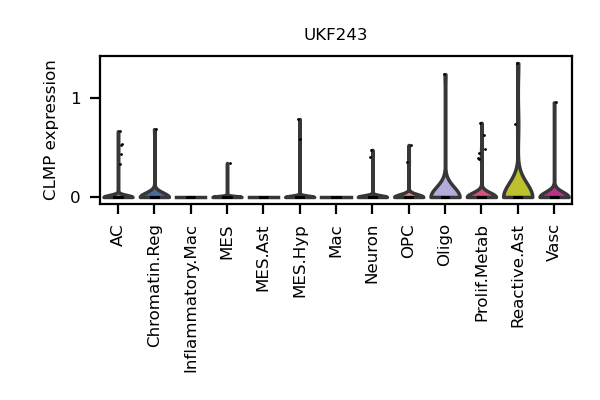 UKF243
CLMP expression
1
0
AC
Chromatin.Reg
Inflammatory.Mac
MES
MES.Ast
MES.Hyp
Mac
Neuron
OPC
Oligo
Prolif.Metab
Reactive.Ast
Vasc